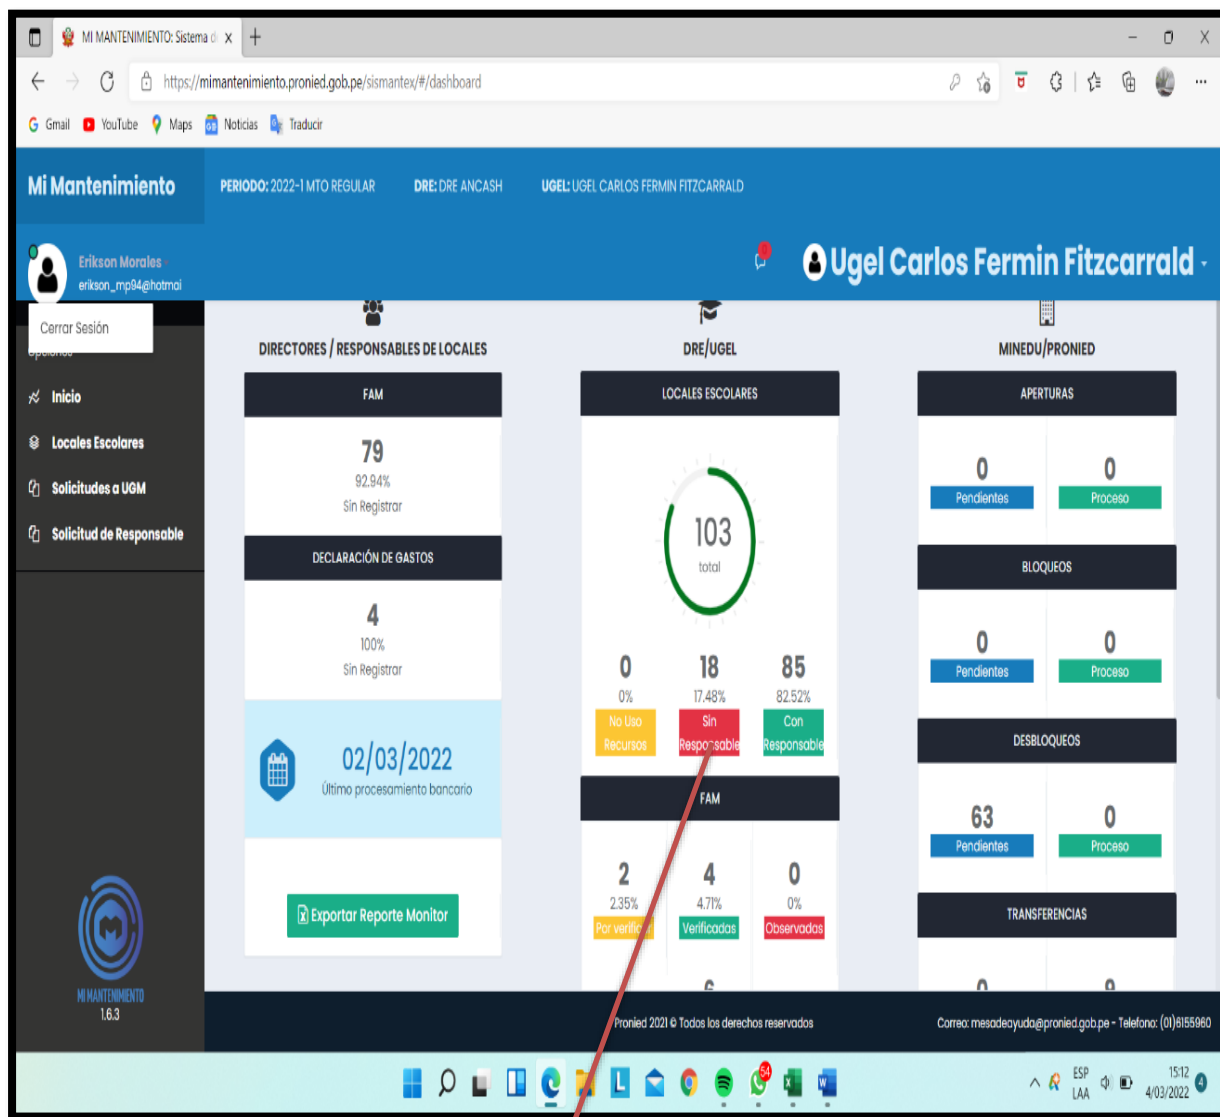 MI MANTENIMIENTO: Sistema d
https://mimantenimiento.pronied.gob.pe/sismantex/#/dashboard
Gmail YouTube Maps Noticias Traducir
Mi Mantenimiento
PERIODO: 2022-1 MTO REGULAR DRE: DRE ANCASH UGEL: UGEL CARLOS FERMIN FITZCARRALD
Erikson Morales
erikson_mp94@hotmai
Ugel Carlos Fermin Fitzcarrald
Cerrar Sesión
Opciones
Inicio
Locales Escolares
Solicitudes a UGM
Solicitud de Responsable
MI MANTENIMIENTO
1.6.3
DIRECTORES / RESPONSABLES DE LOCALES
FAM
79
92.94%
Sin Registrar
DECLARACIÓN DE GASTOS
4
100%
Sin Registrar
02/03/2022
Último procesamiento bancario
Exportar Reporte Monitor
DRE/UGEL
LOCALES ESCOLARES
103
total
0 18 85
0% 17.48% 82.52%
No Uso Recursos
Sin Responsable
Con Responsable
FAM
2 4 0
2.35% 4.71% 0%
Por verificar Verificadas Observadas
6
MINEDU/PRONIED
APERTURAS
0 0
Pendientes Proceso
BLOQUEOS
0 0
Pendientes Proceso
DESBLOQUEOS
63 0
Pendientes Proceso
TRANSFERENCIAS
Pronied 2021 © Todos los derechos reservados
Correo: mesadeayuda@pronied.gob.pe - Telefono: (01)6155960
54
ESP
LAA
15:12
4/03/2022
4